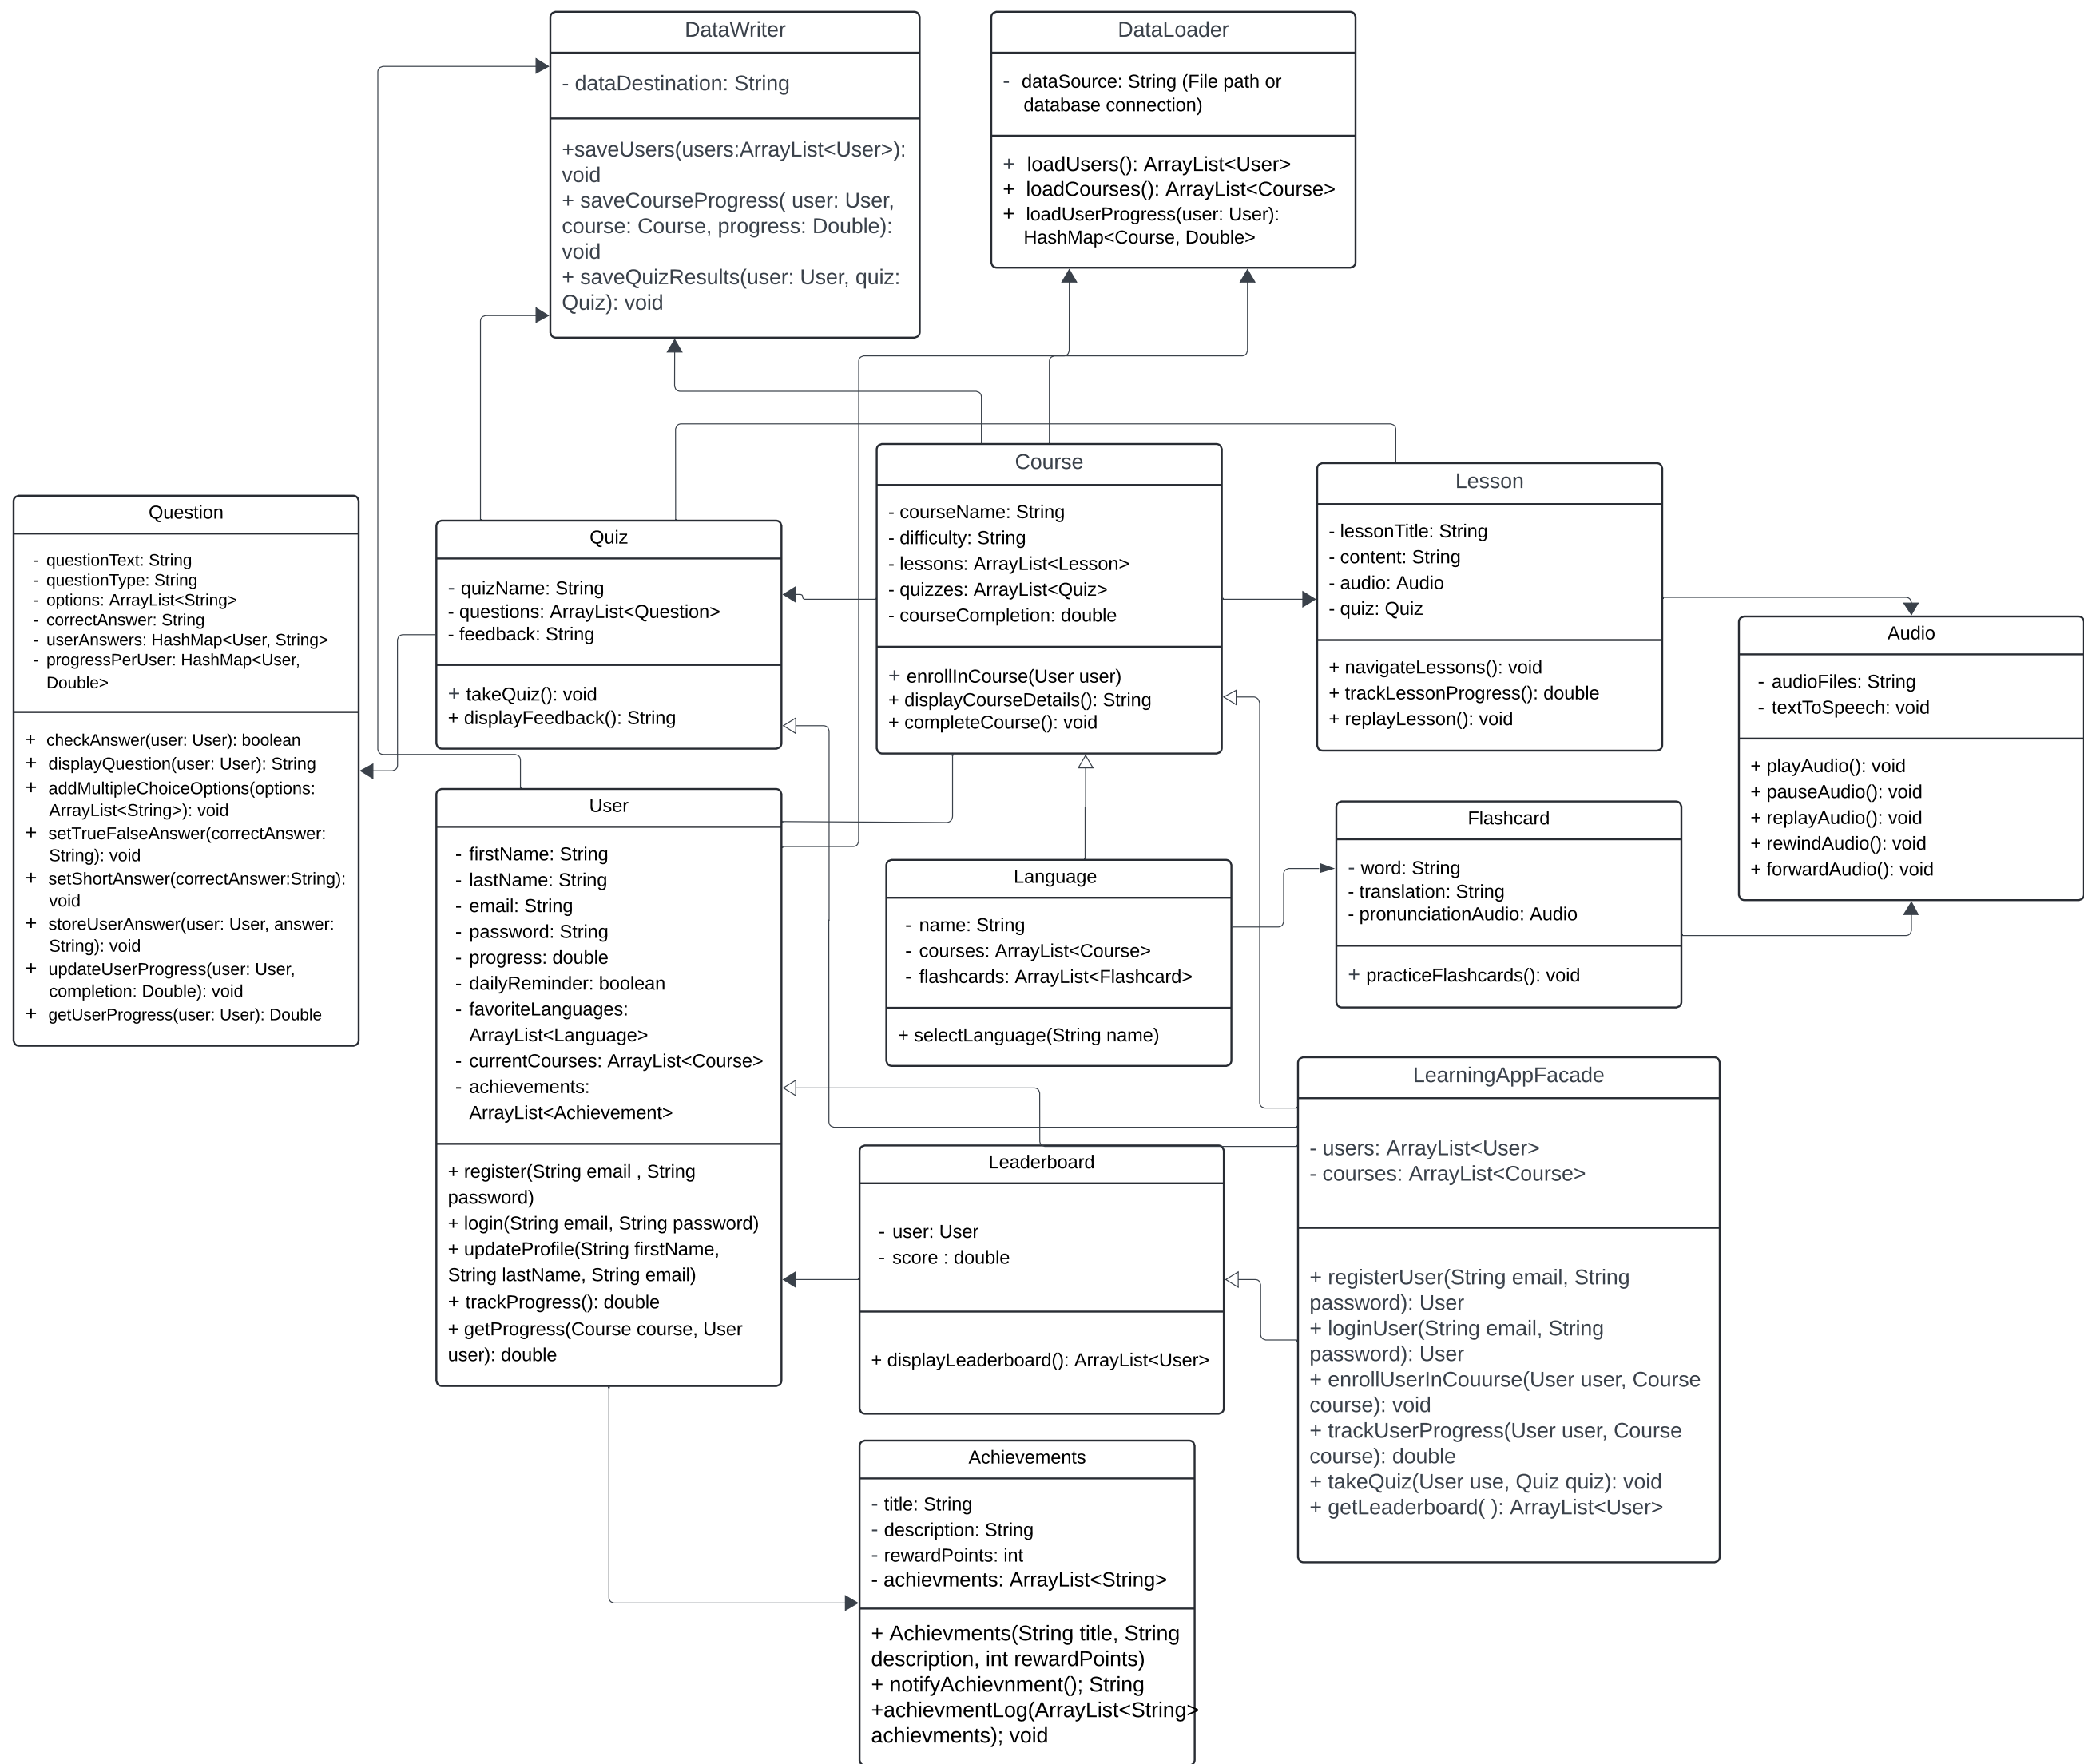 DataWriter
- dataDestination: String
+saveUsers(users:ArrayList<User>):
void
+ saveCourseProgress( user: User,
course: Course, progress: Double):
void
+ saveQuizResults(user: User, quiz:
Quiz): void
DataLoader
- dataSource: String (File path or
database connection)
+ loadUsers(): ArrayList<User>
+ loadCourses(): ArrayList<Course>
+ loadUserProgress(user: User):
HashMap<Course, Double>
Question
- questionText: String
- questionType: String
- options: ArrayList<String>
- correctAnswer: String
- userAnswers: HashMap<User, String>
- progressPerUser: HashMap<User,
Double>
+ checkAnswer(user: User): boolean
+ displayQuestion(user: User): String
+ addMultipleChoiceOptions(options:
ArrayList<String>): void
+ setTrueFalseAnswer(correctAnswer:
String): void
+ setShortAnswer(correctAnswer:String):
void
+ storeUserAnswer(user: User, answer:
String): void
+ updateUserProgress(user: User,
completion: Double): void
+ getUserProgress(user: User): Double
Quiz
- quizName: String
- questions: ArrayList<Question>
- feedback: String
+ takeQuiz(): void
+ displayFeedback(): String
Course
- courseName: String
- difficulty: String
- lessons: ArrayList<Lesson>
- quizzes: ArrayList<Quiz>
- courseCompletion: double
+ enrollInCourse(User user)
+ displayCourseDetails(): String
+ completeCourse(): void
Lesson
- lessonTitle: String
- content: String
- audio: Audio
- quiz: Quiz
+ navigateLessons(): void
+ trackLessonProgress(): double
+ replayLesson(): void
Audio
- audioFiles: String
- textToSpeech: void
+ playAudio(): void
+ pauseAudio(): void
+ replayAudio(): void
+ rewindAudio(): void
+ forwardAudio(): void
User
- firstName: String
- lastName: String
- email: String
- password: String
- progress: double
- dailyReminder: boolean
- favoriteLanguages:
ArrayList<Language>
- currentCourses: ArrayList<Course>
- achievements:
ArrayList<Achievement>
+ register(String email , String
password)
+ login(String email, String password)
+ updateProfile(String firstName,
String lastName, String email)
+ trackProgress(): double
+ getProgress(Course course, User
user): double
Language
- name: String
- courses: ArrayList<Course>
- flashcards: ArrayList<Flashcard>
+ selectLanguage(String name)
Flashcard
- word: String
- translation: String
- pronunciationAudio: Audio
+ practiceFlashcards(): void
Leaderboard
- user: User
- score : double
+ displayLeaderboard(): ArrayList<User>
LearningAppFacade
- users: ArrayList<User>
- courses: ArrayList<Course>
+ registerUser(String email, String
password): User
+ loginUser(String email, String
password): User
+ enrollUserInCouurse(User user, Course
course): void
+ trackUserProgress(User user, Course
course): double
+ takeQuiz(User use, Quiz quiz): void
+ getLeaderboard( ): ArrayList<User>
Achievements
- title: String
- description: String
- rewardPoints: int
- achievments: ArrayList<String>
+ Achievments(String title, String
description, int rewardPoints)
+ notifyAchievnment(); String
+achievmentLog(ArrayList<String>
achievments); void